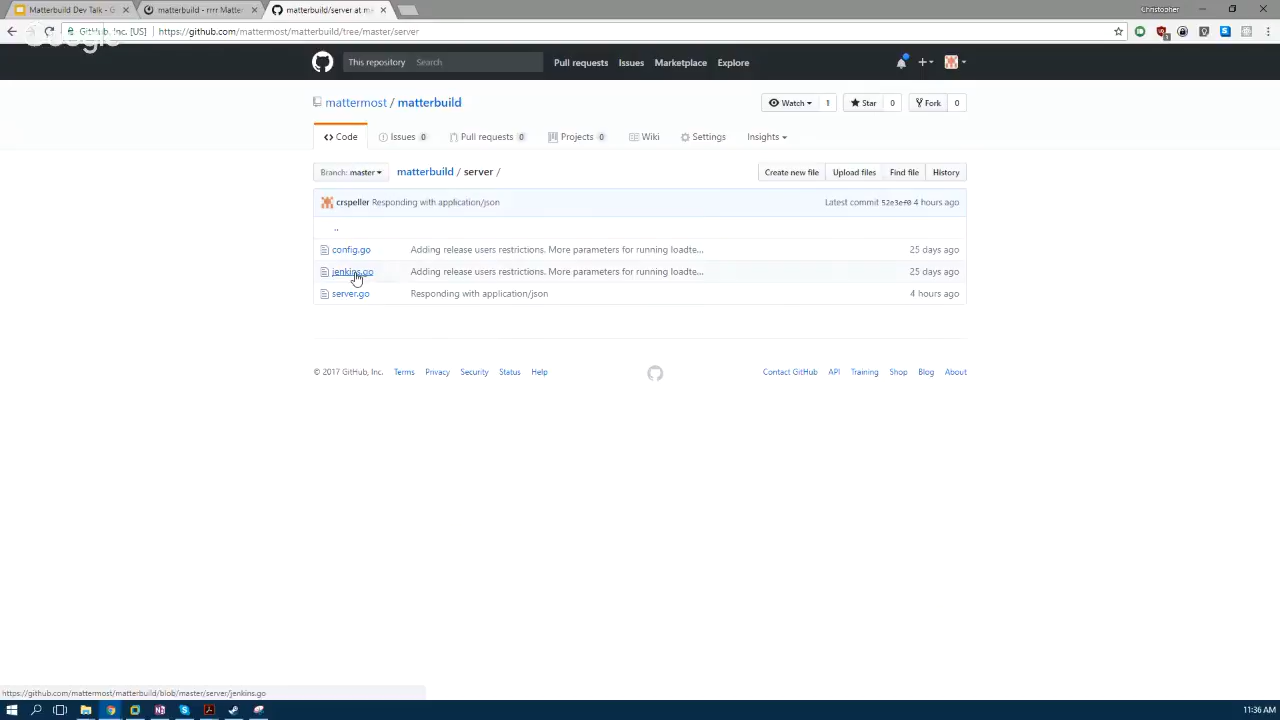 Matterbuild Dev Talk - G
matterbuild - rrrr Matter
matterbuild/server at m
Christopher
GitHub, Inc. [US]
https://github.com/mattermost/matterbuild/tree/master/server
Google
This repository
Search
Pull requests
Issues
Marketplace
Explore
mattermost / matterbuild
Watch
1
Star
0
Fork
0
Code
Issues 0
Pull requests 0
Projects 0
Wiki
Settings
Insights
Branch: master
matterbuild / server /
Create new file
Upload files
Find file
History
crspeller Responding with application/json
Latest commit 52e3ef0 4 hours ago
..
config.go
Adding release users restrictions. More parameters for running loadte...
25 days ago
jenkins.go
Adding release users restrictions. More parameters for running loadte...
25 days ago
server.go
Responding with application/json
4 hours ago
© 2017 GitHub, Inc.
Terms
Privacy
Security
Status
Help
Contact GitHub
API
Training
Shop
Blog
About
https://github.com/mattermost/matterbuild/blob/master/server/jenkins.go
11:36 AM